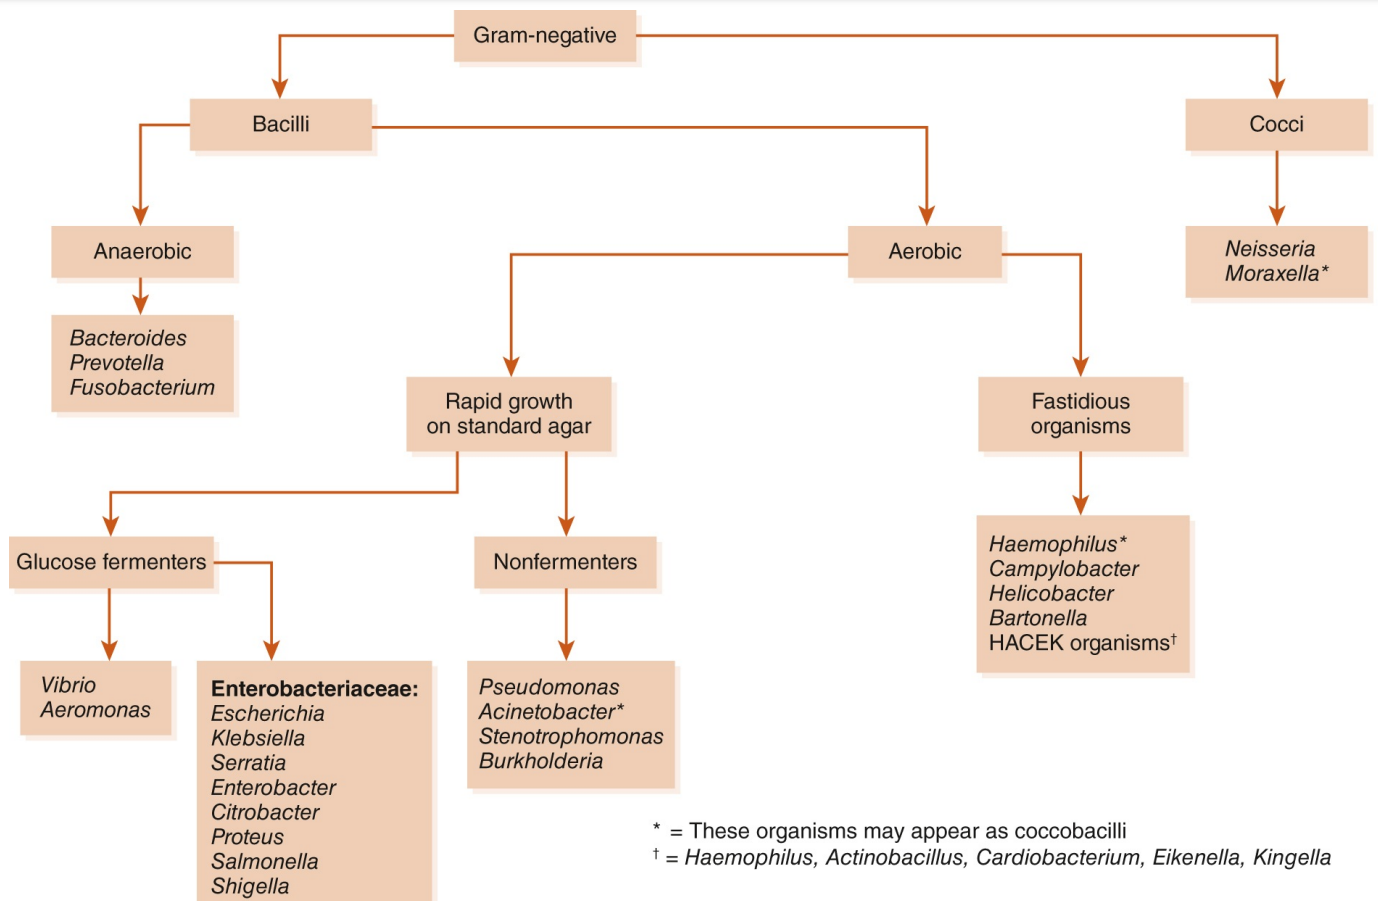 Gram-negative
Bacilli
Cocci
Anaerobic
Aerobic
Neisseria
Moraxella*
Bacteroides
Prevotella
Fusobacterium
Rapid growth
on standard agar
Fastidious
organisms
Glucose fermenters
Nonfermenters
Haemophilus*
Campylobacter
Helicobacter
Bartonella
HACEK organisms†
Vibrio
Aeromonas
Enterobacteriaceae:
Escherichia
Klebsiella
Serratia
Enterobacter
Citrobacter
Proteus
Salmonella
Shigella
Pseudomonas
Acinetobacter*
Stenotrophomonas
Burkholderia
* = These organisms may appear as coccobacilli
† = Haemophilus, Actinobacillus, Cardiobacterium, Eikenella, Kingella